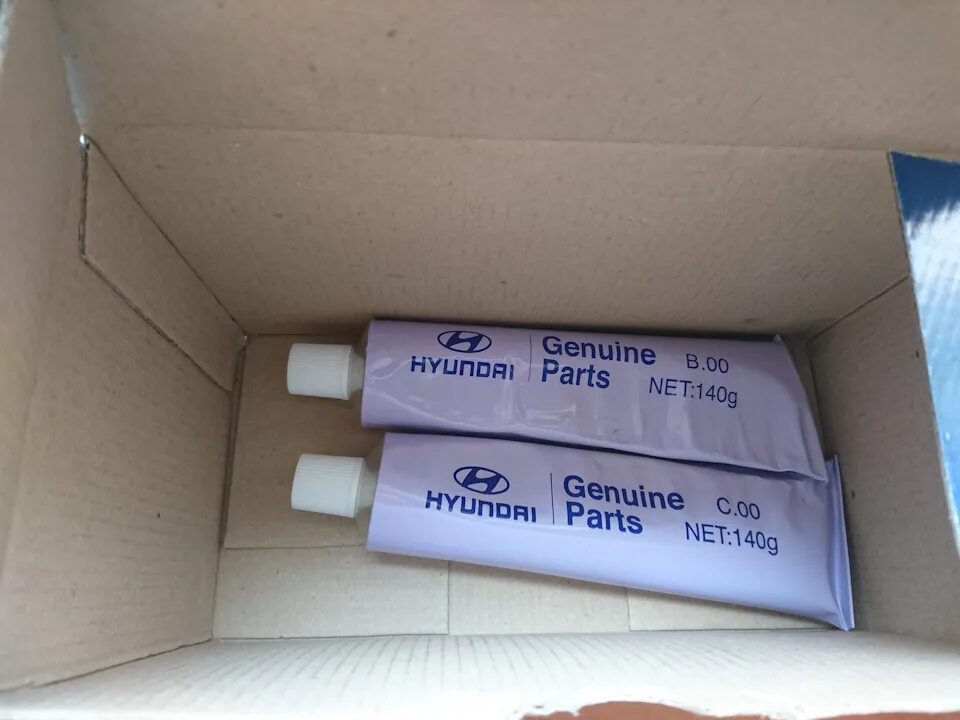 HYUNDAI
Genuine
Parts
B.00
NET:140g
HYUNDAI
Genuine
Parts
C.00
NET:140g